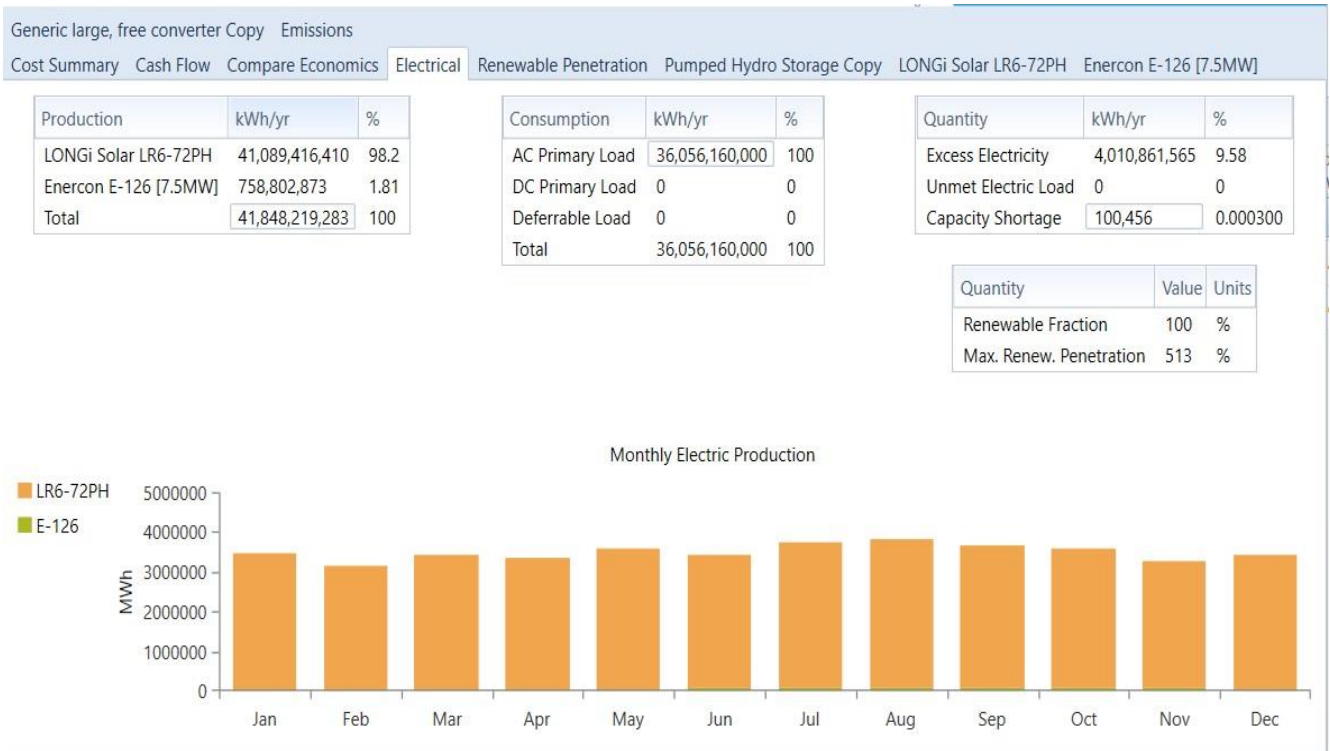 Generic large, free converter Copy Emissions
Cost Summary Cash Flow Compare Economics Electrical Renewable Penetration Pumped Hydro Storage Copy LONGi Solar LR6-72PH Enercon E-126 [7.5MW]
Production kWh/yr %
LONGi Solar LR6-72PH 41,089,416,410 98.2
Enercon E-126 [7.5MW] 758,802,873 1.81
Total 41,848,219,283 100
Consumption kWh/yr %
AC Primary Load 36,056,160,000 100
DC Primary Load 0 0
Deferrable Load 0 0
Total 36,056,160,000 100
Quantity kWh/yr %
Excess Electricity 4,010,861,565 9.58
Unmet Electric Load 0 0
Capacity Shortage 100,456 0.000300
Quantity Value Units
Renewable Fraction 100 %
Max. Renew. Penetration 513 %
Monthly Electric Production
LR6-72PH
E-126
MWh
5000000
4000000
3000000
2000000
1000000
0
Jan Feb Mar Apr May Jun Jul Aug Sep Oct Nov Dec